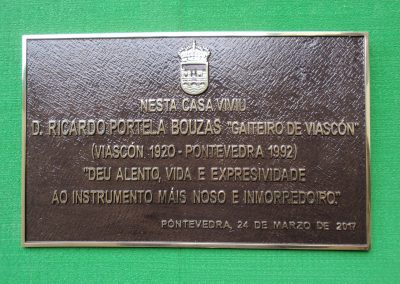 NESTA CASA VIVIU
D. RICARDO PORTELA BOUZAS "GAITEIRO DE VIASCÓN"
(VIASCÓN 1920 - PONTEVEDRA 1992)
"DEU ALENTO, VIDA E EXPRESIVIDADE
AO INSTRUMENTO MÁIS NOSO E INMORREDOIRO."
PONTEVEDRA, 24 DE MARZO DE 2017